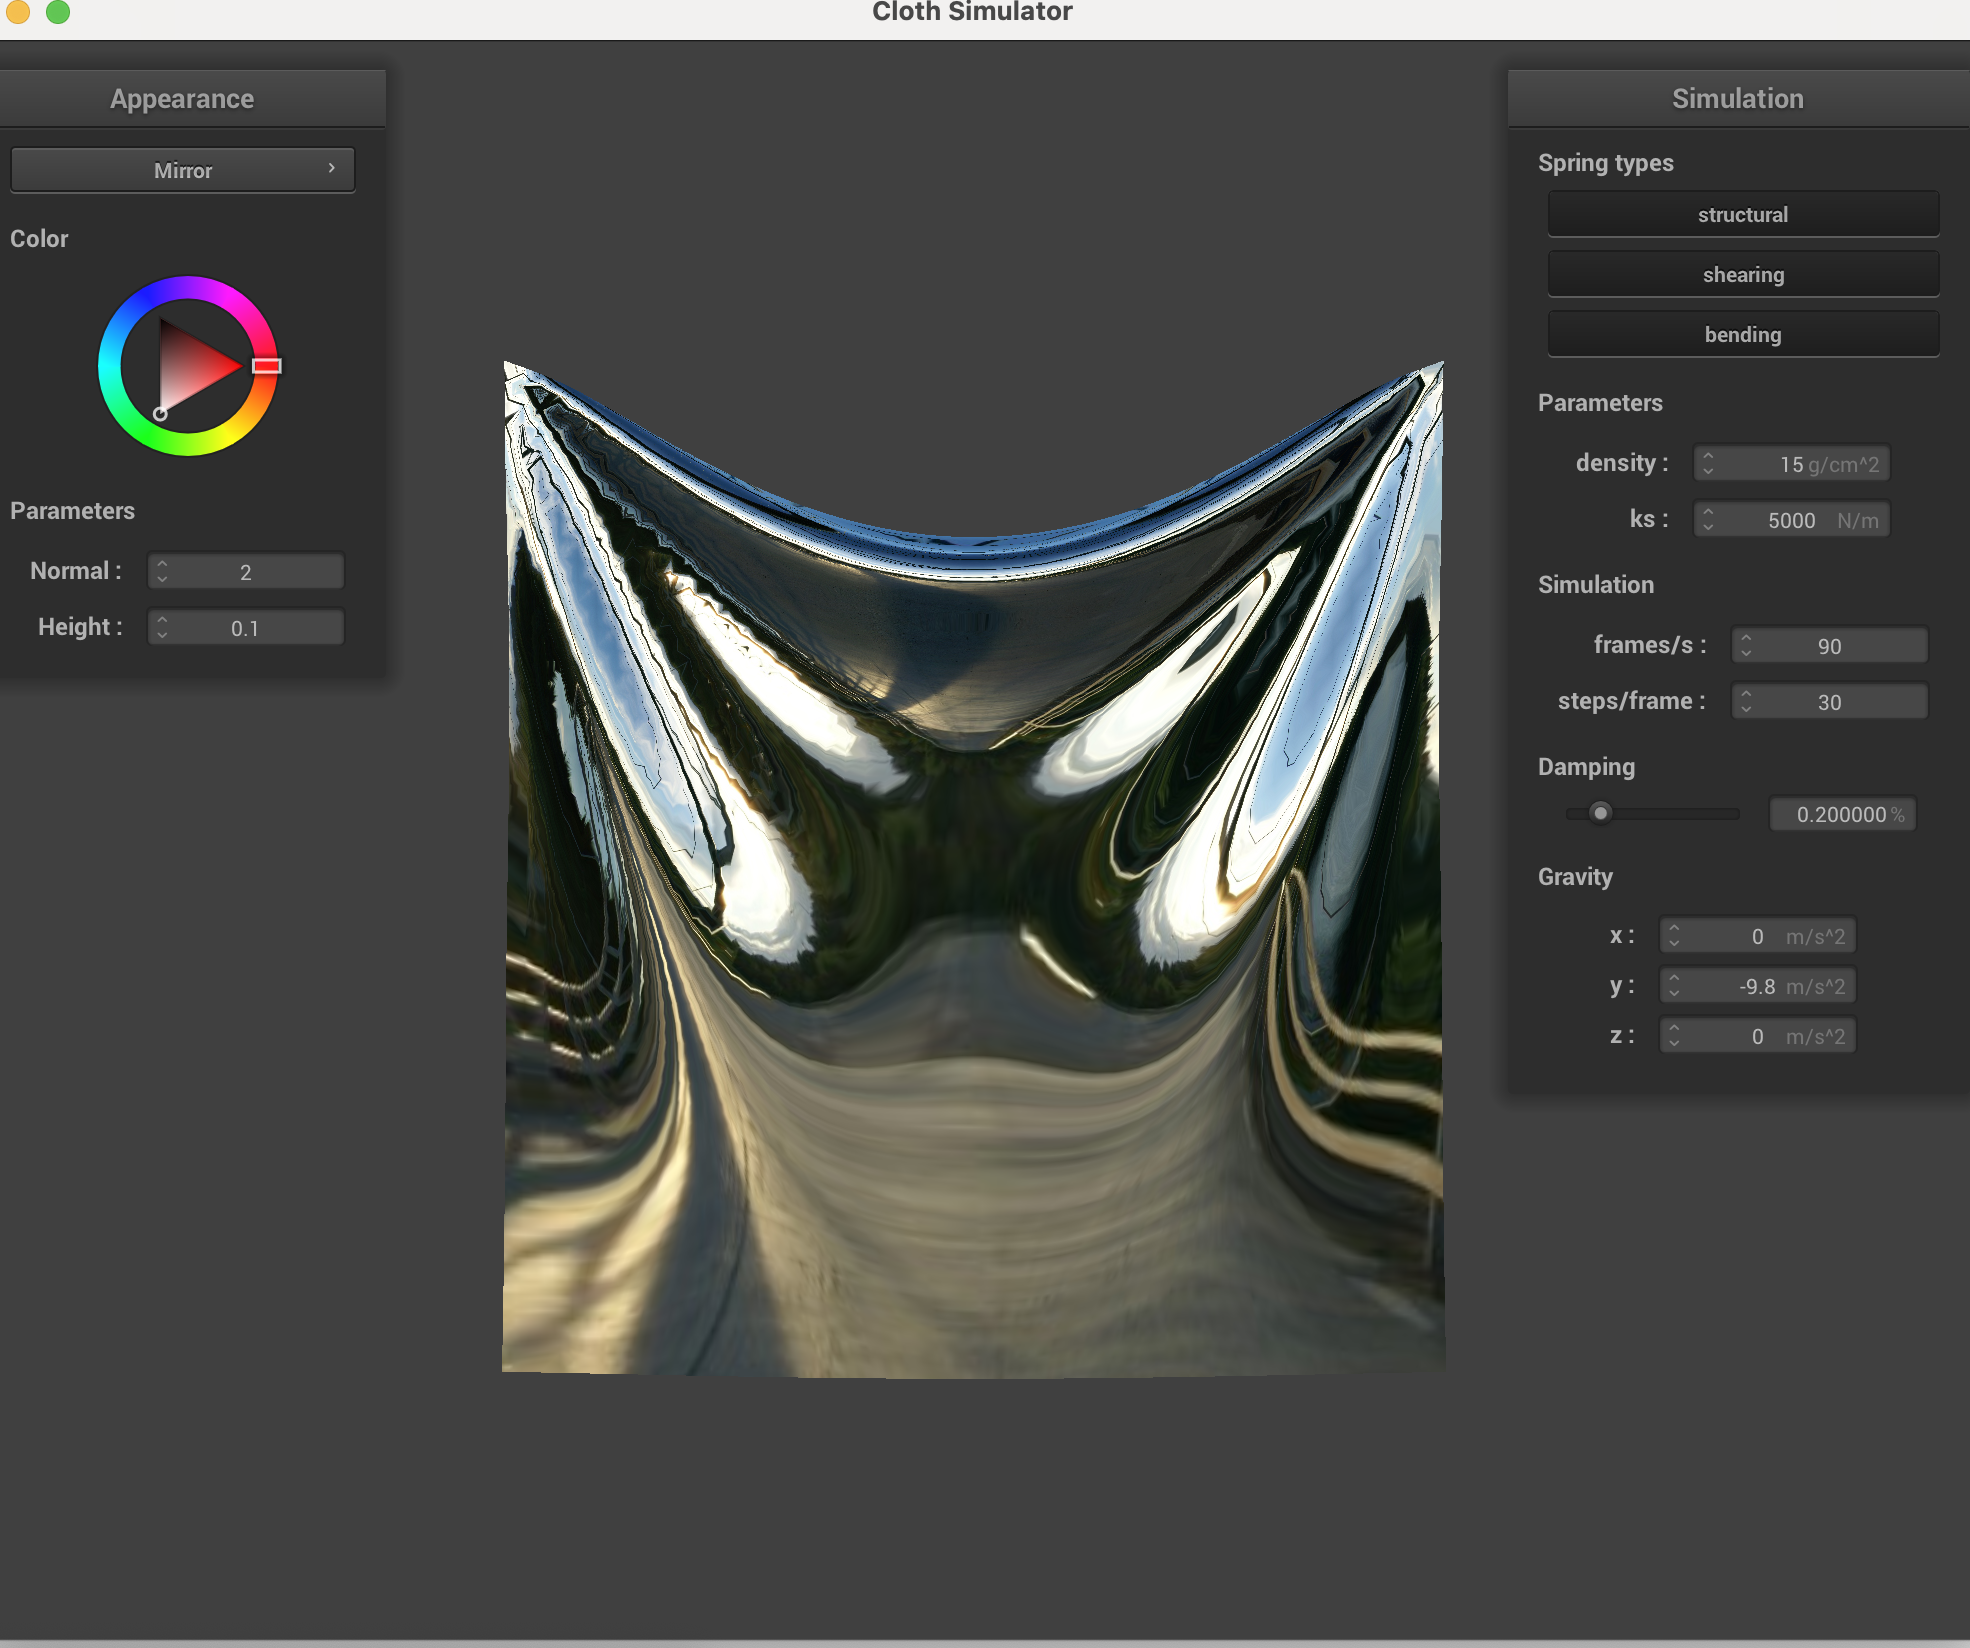 Cloth Simulator
Appearance
Mirror
Color
Parameters
Normal : 2
Height : 0.1
Simulation
Spring types
structural
shearing
bending
Parameters
density : 15 g/cm^2
ks : 5000 N/m
Simulation
frames/s : 90
steps/frame : 30
Damping
0.200000 %
Gravity
x : 0 m/s^2
y : -9.8 m/s^2
z : 0 m/s^2